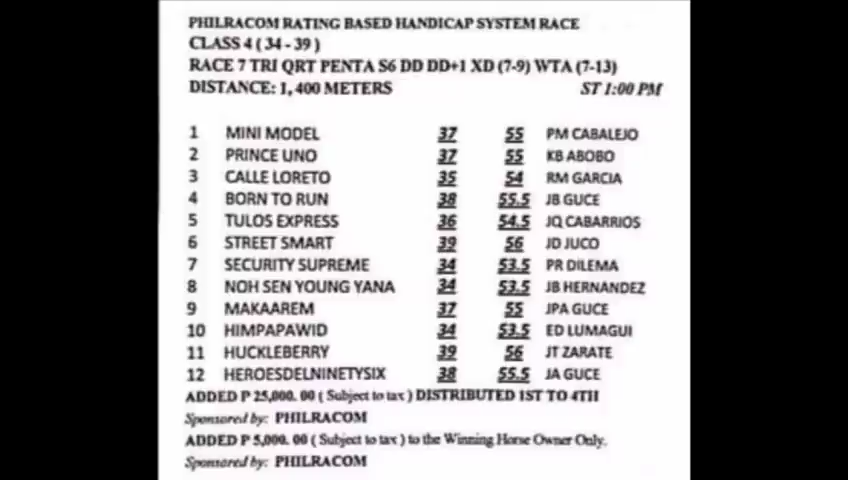 PHILRACOM RATING BASED HANDICAP SYSTEM RACE
CLASS 4 ( 34 - 39 )
RACE 7 TRI QRT PENTA S6 DD DD+1 XD (7-9) WTA (7-13)
DISTANCE: 1, 400 METERS ST 1:00 PM
1 MINI MODEL 37 55 PM CABALEJO
2 PRINCE UNO 37 55 KB ABOBO
3 CALLE LORETO 35 54 RM GARCIA
4 BORN TO RUN 38 55.5 JB GUCE
5 TULOS EXPRESS 36 54.5 JQ CABARRIOS
6 STREET SMART 39 56 JD JUCO
7 SECURITY SUPREME 34 53.5 PR DILEMA
8 NOH SEN YOUNG YANA 34 53.5 JB HERNANDEZ
9 MAKAAREM 37 55 JPA GUCE
10 HIMPAPAWID 34 53.5 ED LUMAGUI
11 HUCKLEBERRY 39 56 JT ZARATE
12 HEROESDELNINETYSIX 38 55.5 JA GUCE
ADDED P 25,000. 00 ( Subject to tax ) DISTRIBUTED 1ST TO 4TH
Sponsored by: PHILRACOM
ADDED P 5,000. 00 ( Subject to tax ) to the Winning Horse Owner Only.
Sponsored by: PHILRACOM